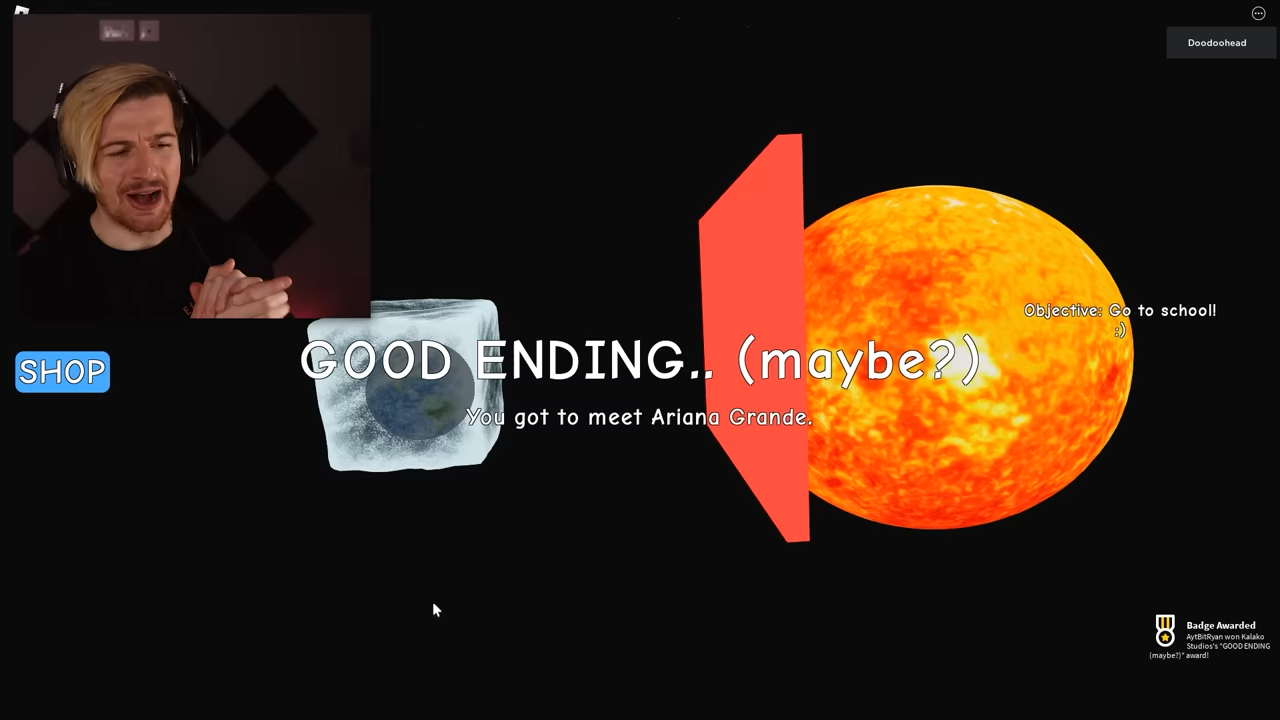 Doodoohead
Objective: Go to school!
:)
GOOD ENDING.. (maybe?)
SHOP
You got to meet Ariana Grande.
Badge Awarded
AytBitRyan won Kalako
Studios's "GOOD ENDING
(maybe?)" award!